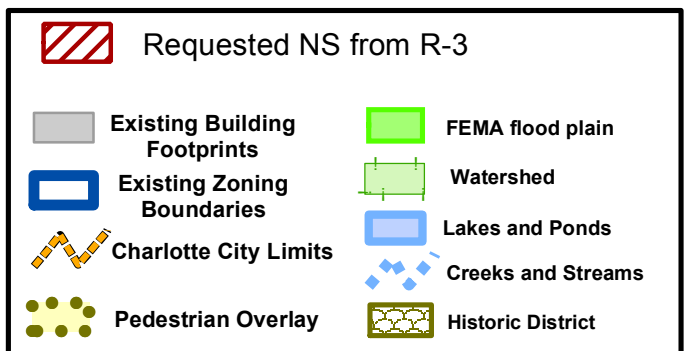 Requested NS from R-3
Existing Building
Footprints
Existing Zoning
Boundaries
Charlotte City Limits
Pedestrian Overlay
FEMA flood plain
Watershed
Lakes and Ponds
Creeks and Streams
Historic District